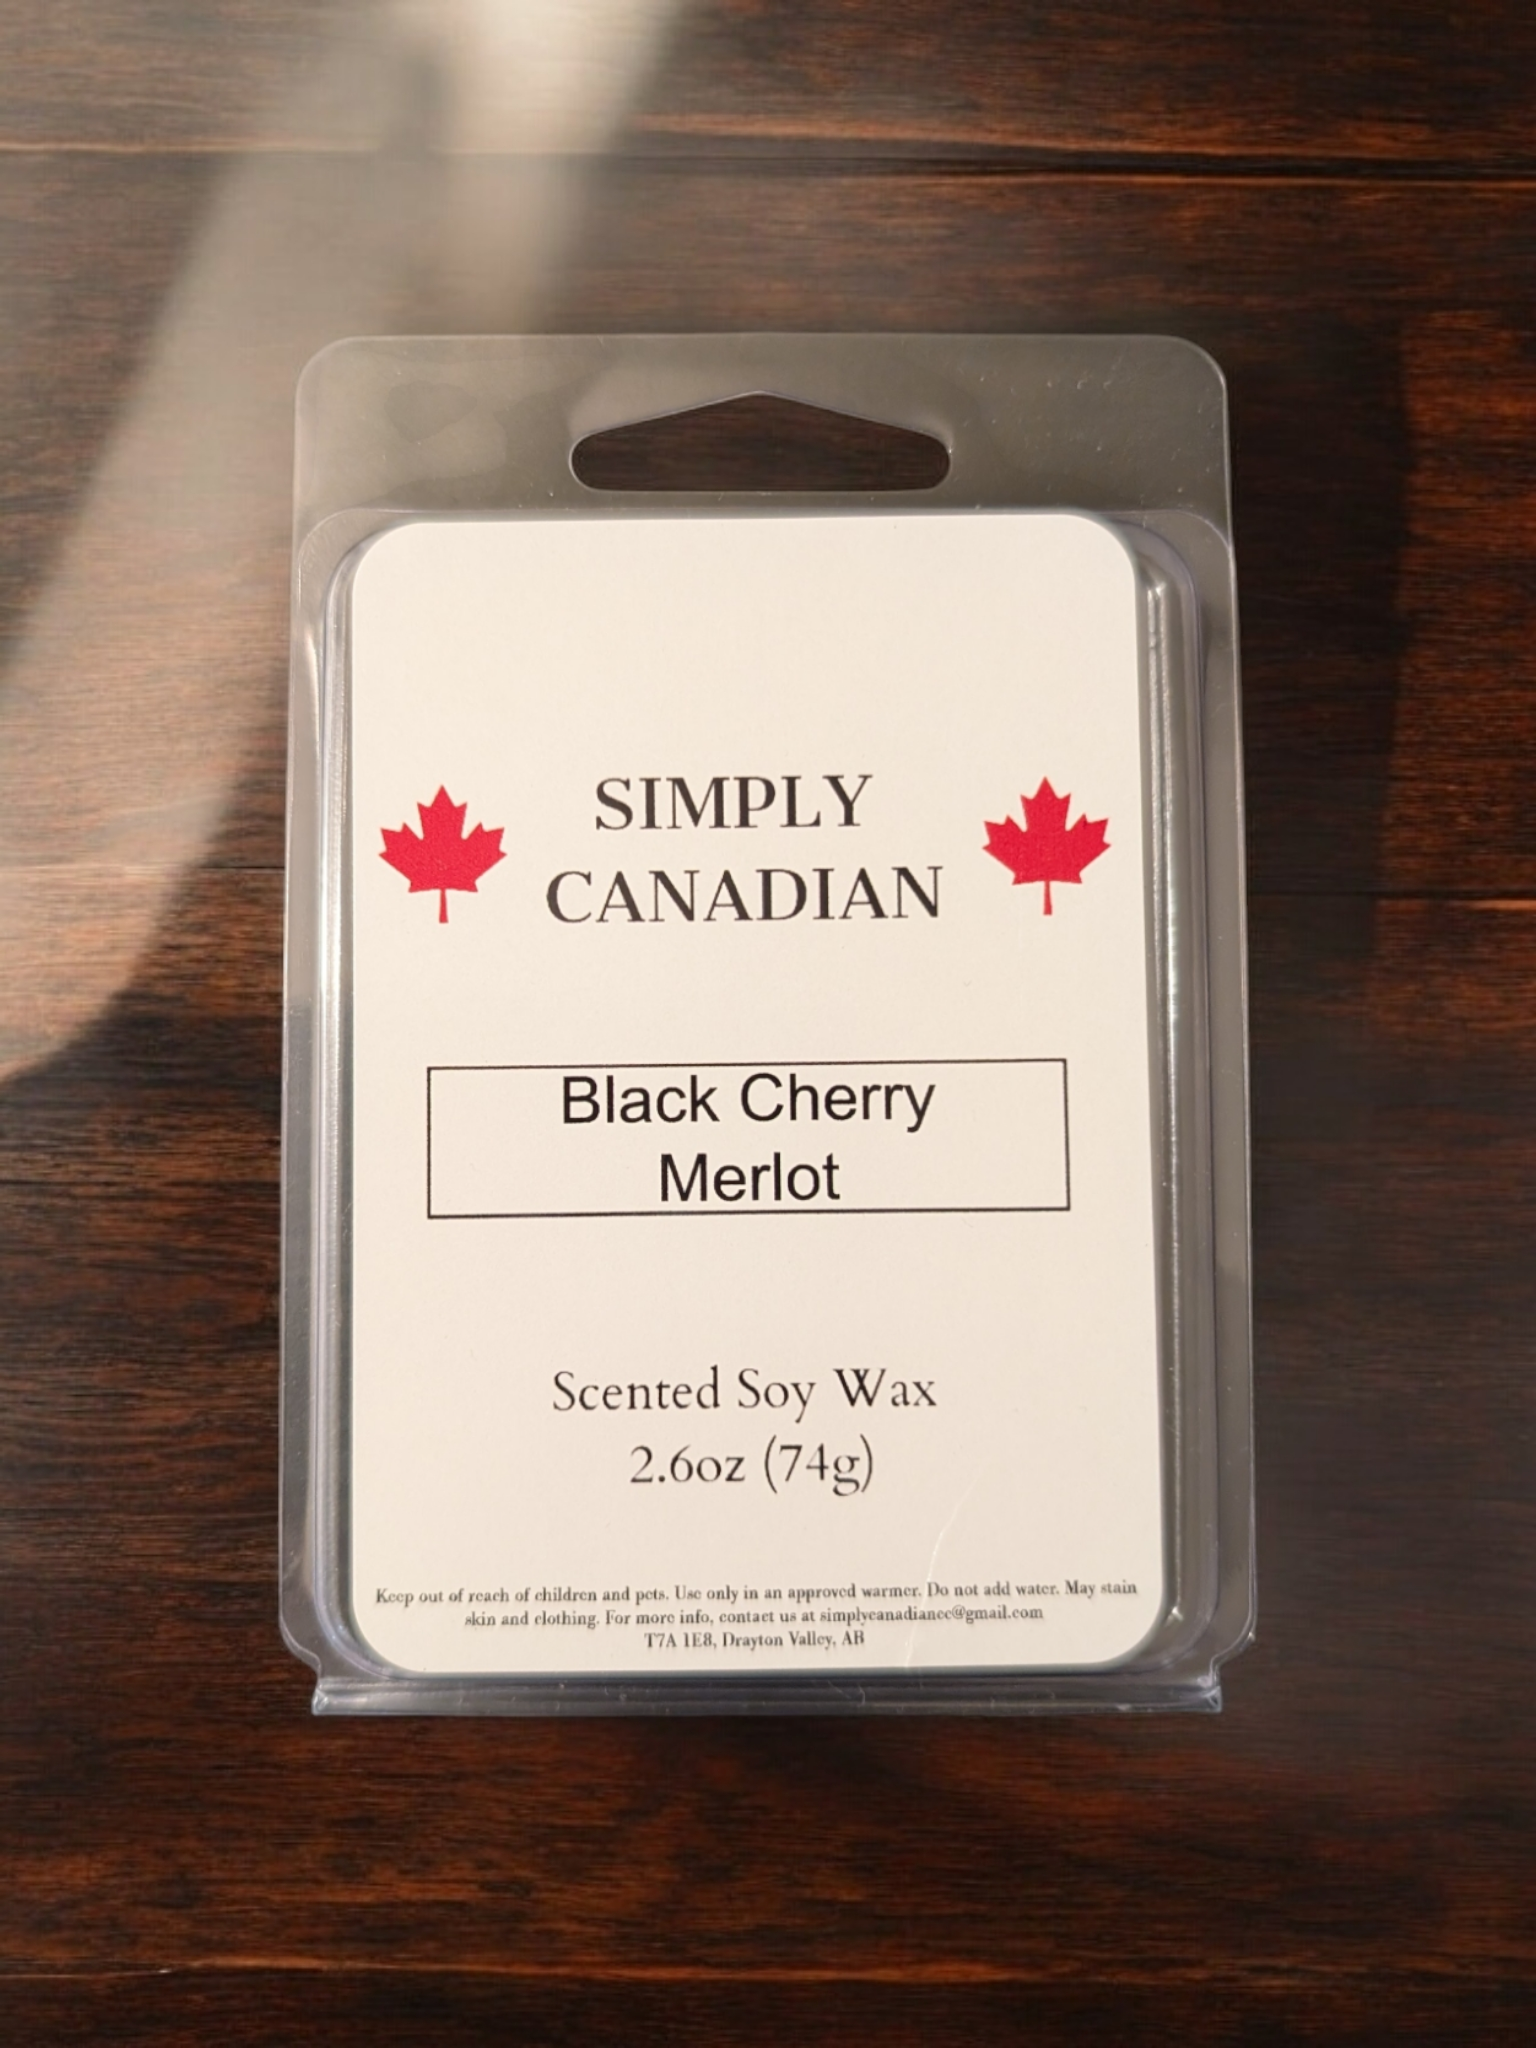 SIMPLY
CANADIAN
Black Cherry
Merlot
Scented Soy Wax
2.6oz (74g)
Keep out of reach of children and pets. Use only in an approved warmer. Do not add water. May stain
skin and clothing. For more info, contact us at simplycanadiance@gmail.com
T7A 1E8, Drayton Valley, AB